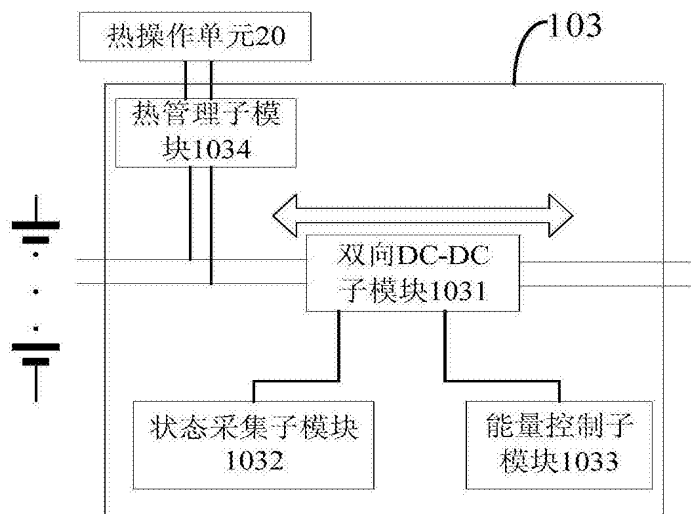 热操作单元20
103
热管理子模
块1034
双向DC-DC
子模块1031
状态采集子模块
1032
能量控制子
模块1033